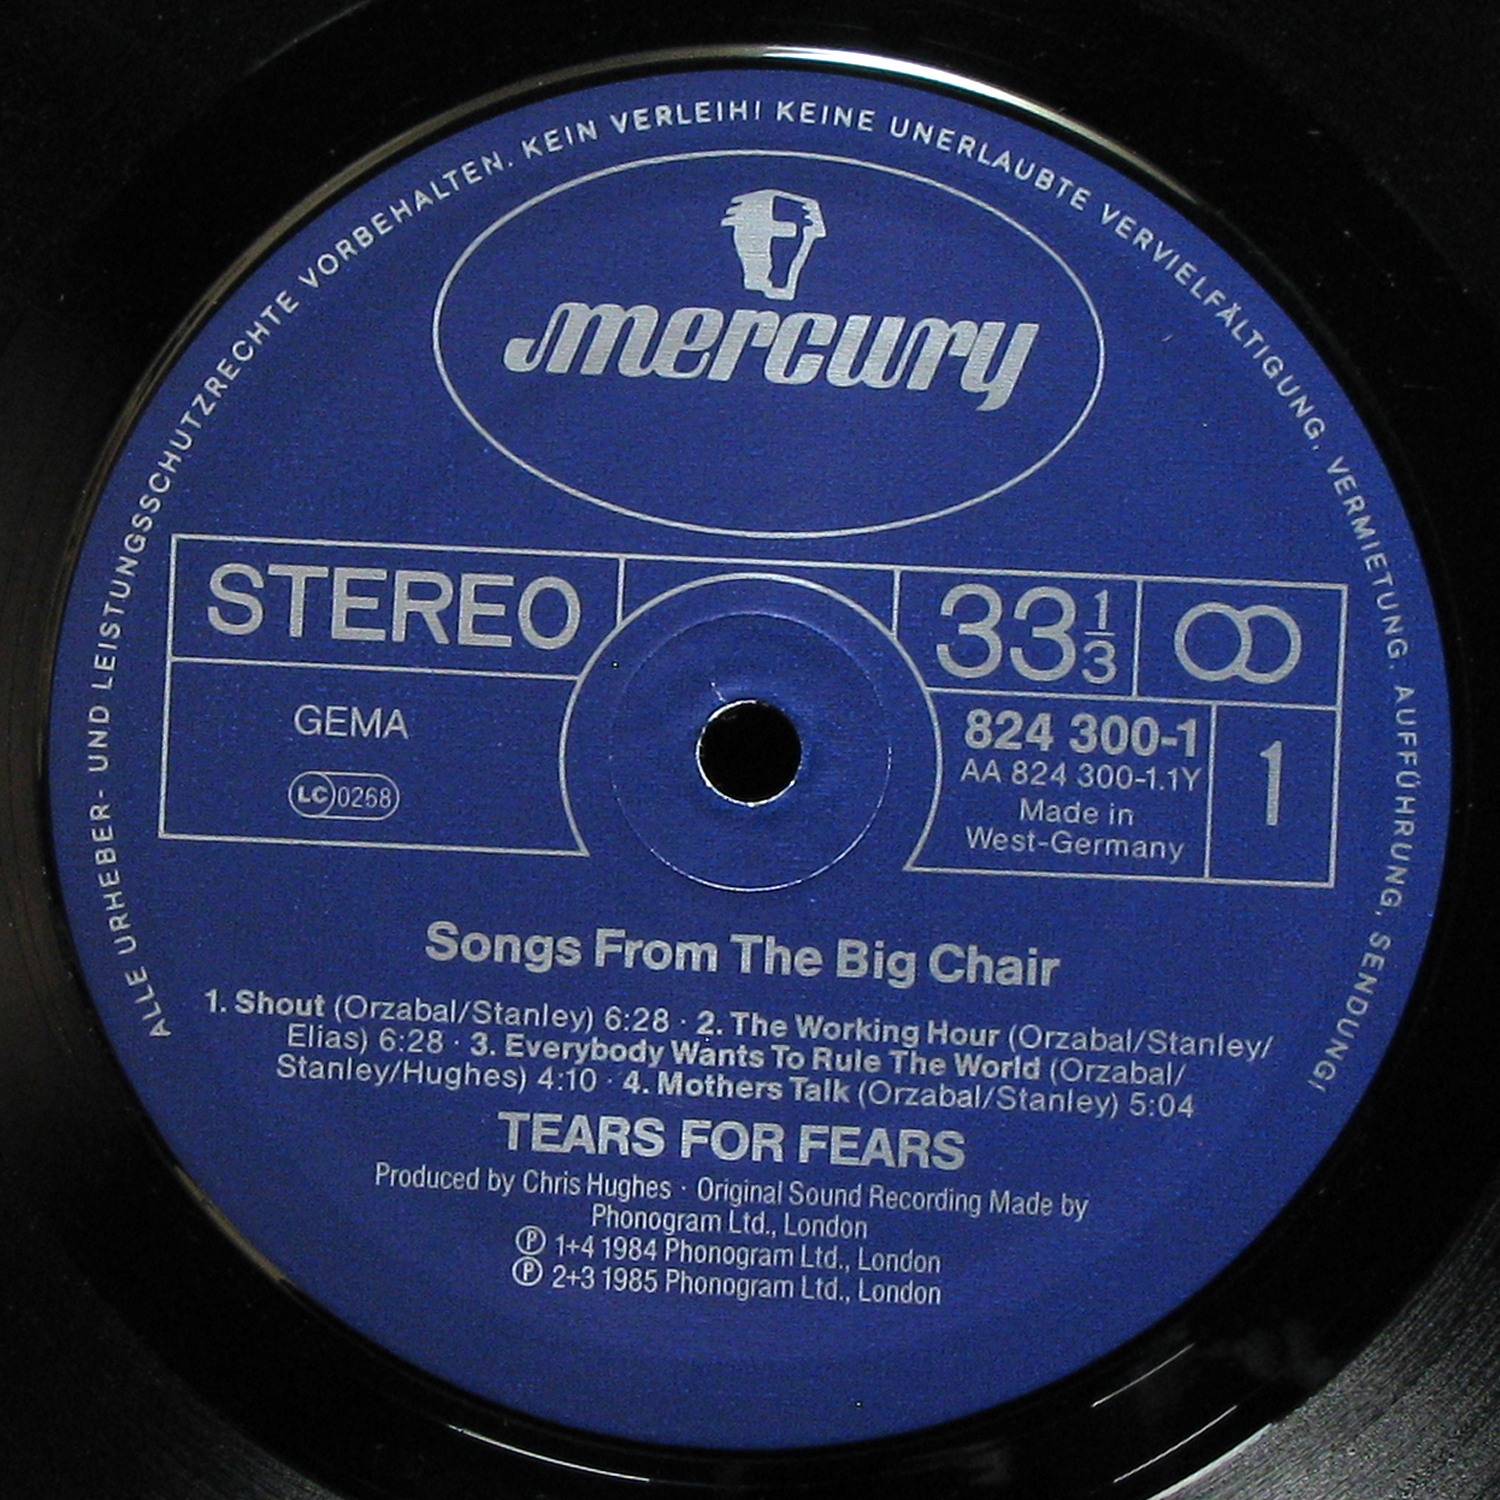 ALLE URHEBER- UND LEISTUNGSSCHUTZRECHTE VORBEHALTEN. KEIN VERLEIH! KEINE UNERLAUBTE VERVIELFÄLTIGUNG, VERMIETUNG, AUFFÜHRUNG, SENDUNG!
mercury
STEREO
33 1/3
GEMA
LC 0268
824 300-1
AA 824 300-1.1Y
Made in
West-Germany
1
Songs From The Big Chair
1. Shout (Orzabal/Stanley) 6:28 · 2. The Working Hour (Orzabal/Stanley/
Elias) 6:28 · 3. Everybody Wants To Rule The World (Orzabal/
Stanley/Hughes) 4:10 · 4. Mothers Talk (Orzabal/Stanley) 5:04
TEARS FOR FEARS
Produced by Chris Hughes · Original Sound Recording Made by
Phonogram Ltd., London
Ⓟ 1+4 1984 Phonogram Ltd., London
Ⓟ 2+3 1985 Phonogram Ltd., London